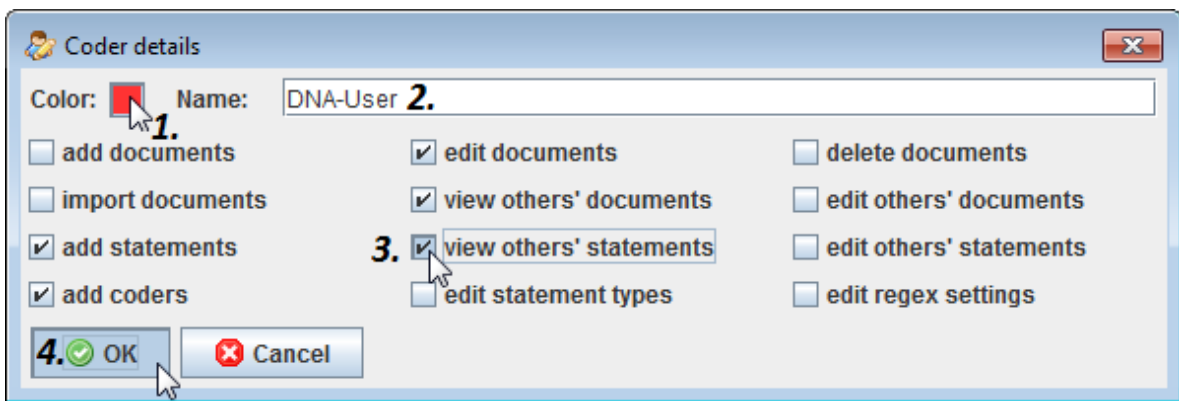 Coder details
Color: 1. Name: DNA-User 2.
add documents edit documents delete documents
import documents view others' documents edit others' documents
add statements 3. view others' statements edit others' statements
add coders edit statement types edit regex settings
4. OK Cancel